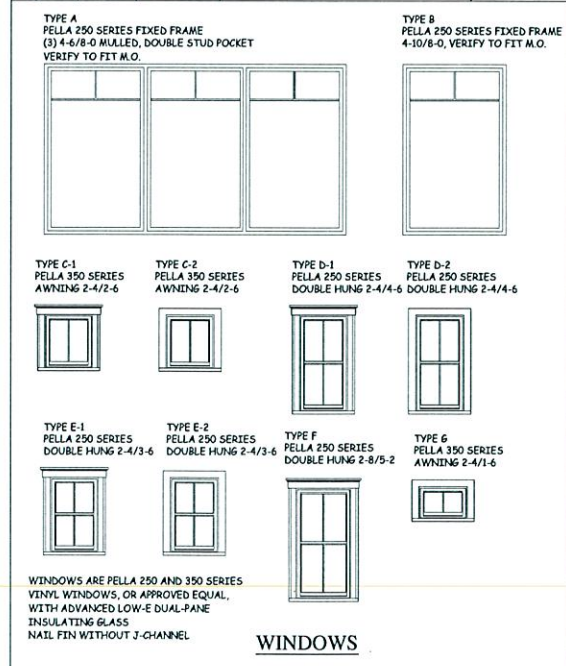 TYPE A
PELLA 250 SERIES FIXED FRAME
(3) 4-6/8-0 MULLED, DOUBLE STUD POCKET
VERIFY TO FIT M.O.
TYPE B
PELLA 250 SERIES FIXED FRAME
4-10/8-0, VERIFY TO FIT M.O.
TYPE C-1
PELLA 350 SERIES
AWNING 2-4/2-6
TYPE C-2
PELLA 350 SERIES
AWNING 2-4/2-6
TYPE D-1
PELLA 250 SERIES
DOUBLE HUNG 2-4/4-6
TYPE D-2
PELLA 250 SERIES
DOUBLE HUNG 2-4/4-6
TYPE E-1
PELLA 250 SERIES
DOUBLE HUNG 2-4/3-6
TYPE E-2
PELLA 250 SERIES
DOUBLE HUNG 2-4/3-6
TYPE F
PELLA 250 SERIES
DOUBLE HUNG 2-8/5-2
TYPE G
PELLA 350 SERIES
AWNING 2-4/1-6
WINDOWS ARE PELLA 250 AND 350 SERIES
VINYL WINDOWS, OR APPROVED EQUAL,
WITH ADVANCED LOW-E DUAL-PANE
INSULATING GLASS
NAIL FIN WITHOUT J-CHANNEL
WINDOWS